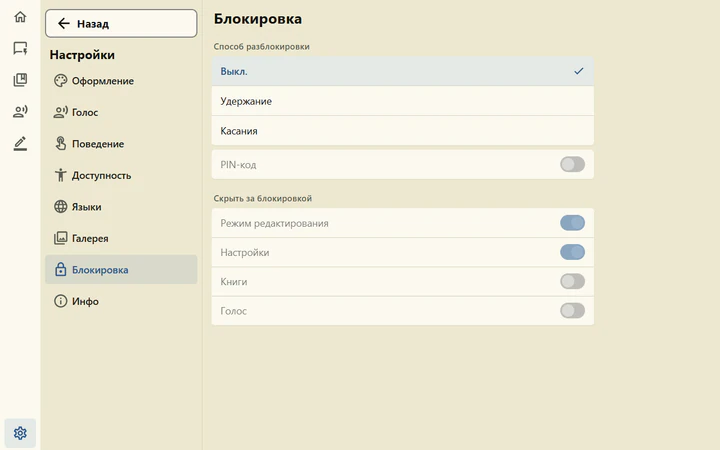 Назад
Настройки
Оформление
Голос
Поведение
Доступность
Языки
Галерея
Блокировка
Инфо
Блокировка
Способ разблокировки
Выкл.
Удержание
Касания
PIN-код
Скрыть за блокировкой
Режим редактирования
Настройки
Книги
Голос